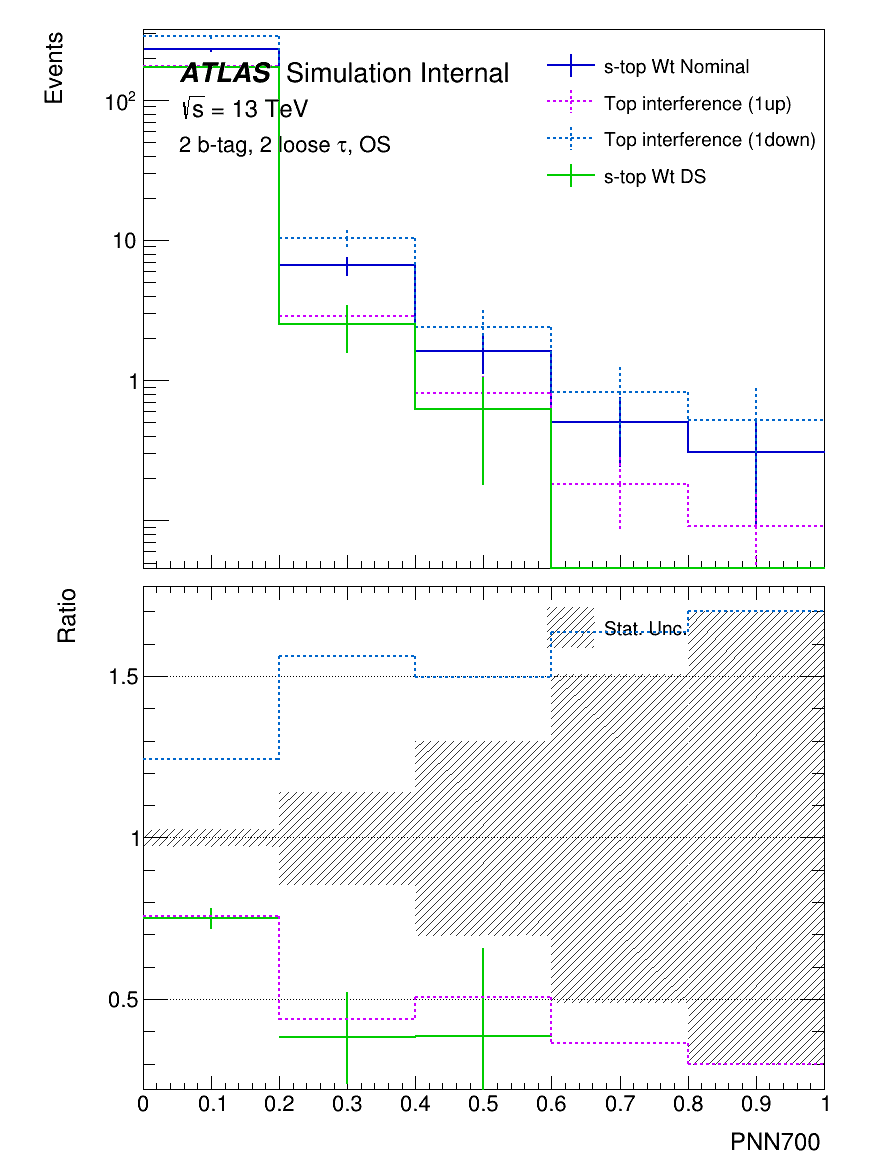 Events
10²
10
1
ATLAS Simulation Internal
√s = 13 TeV
2 b-tag, 2 loose τ, OS
s-top Wt Nominal
Top interference (1up)
Top interference (1down)
s-top Wt DS
Ratio
Stat. Unc.
1.5
1
0.5
0 0.1 0.2 0.3 0.4 0.5 0.6 0.7 0.8 0.9 1
PNN700